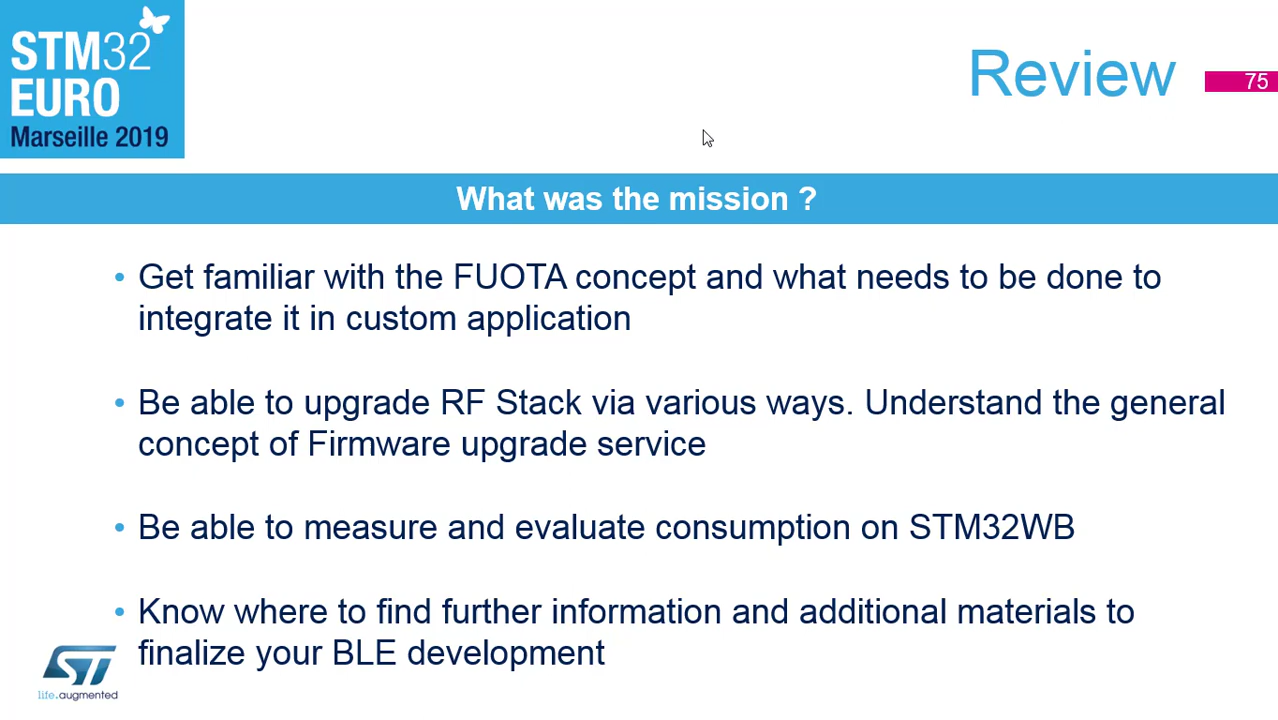 STM32
EURO
Marseille 2019
Review
75
What was the mission ?
• Get familiar with the FUOTA concept and what needs to be done to
integrate it in custom application
• Be able to upgrade RF Stack via various ways. Understand the general
concept of Firmware upgrade service
• Be able to measure and evaluate consumption on STM32WB
• Know where to find further information and additional materials to
finalize your BLE development
ST
life.augmented